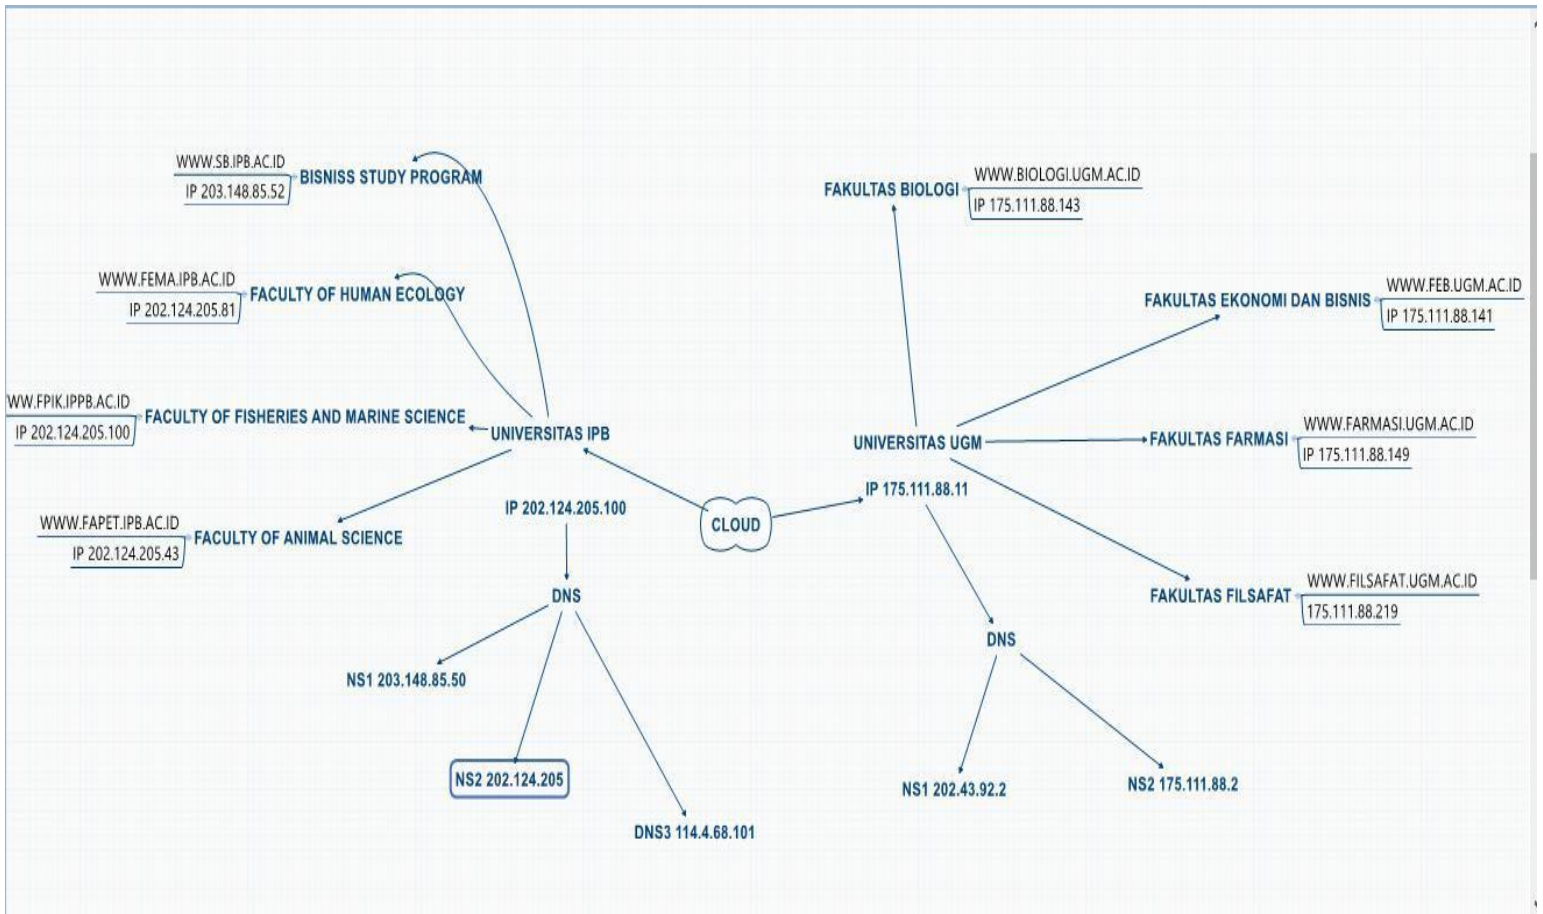 WWW.SB.IPB.AC.ID
IP 203.148.85.52
BISNISS STUDY PROGRAM
WWW.FEMA.IPB.AC.ID
IP 202.124.205.81
FACULTY OF HUMAN ECOLOGY
WW.FPIK.IPPB.AC.ID
IP 202.124.205.100
FACULTY OF FISHERIES AND MARINE SCIENCE
WWW.FAPET.IPB.AC.ID
IP 202.124.205.43
FACULTY OF ANIMAL SCIENCE
UNIVERSITAS IPB
IP 202.124.205.100
DNS
NS1 203.148.85.50
NS2 202.124.205
DNS3 114.4.68.101
CLOUD
FAKULTAS BIOLOGI
WWW.BIOLOGI.UGM.AC.ID
IP 175.111.88.143
FAKULTAS EKONOMI DAN BISNIS
WWW.FEB.UGM.AC.ID
IP 175.111.88.141
UNIVERSITAS UGM
IP 175.111.88.11
FAKULTAS FARMASI
WWW.FARMASI.UGM.AC.ID
IP 175.111.88.149
FAKULTAS FILSAFAT
WWW.FILSAFAT.UGM.AC.ID
175.111.88.219
DNS
NS1 202.43.92.2
NS2 175.111.88.2